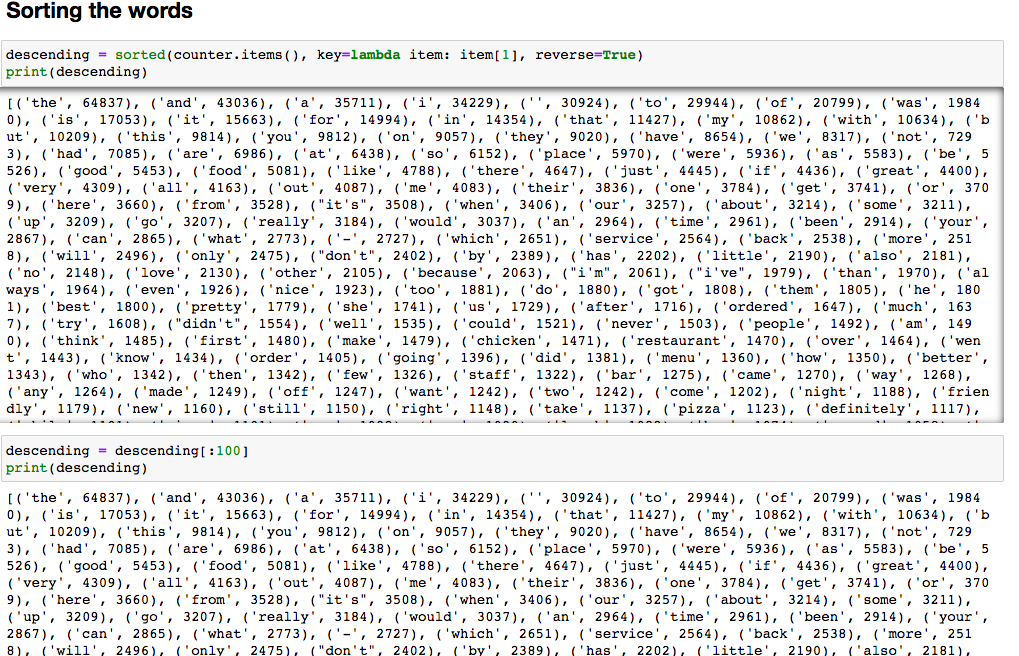 Sorting the words
descending = sorted(counter.items(), key=lambda item: item[1], reverse=True)
print(descending)
[('the', 64837), ('and', 43036), ('a', 35711), ('i', 34229), ('', 30924), ('to', 29944), ('of', 20799), ('was', 1984
0), ('is', 17053), ('it', 15663), ('for', 14994), ('in', 14354), ('that', 11427), ('my', 10862), ('with', 10634), ('b
ut', 10209), ('this', 9814), ('you', 9812), ('on', 9057), ('they', 9020), ('have', 8654), ('we', 8317), ('not', 729
3), ('had', 7085), ('are', 6986), ('at', 6438), ('so', 6152), ('place', 5970), ('were', 5936), ('as', 5583), ('be', 5
526), ('good', 5453), ('food', 5081), ('like', 4788), ('there', 4647), ('just', 4445), ('if', 4436), ('great', 4400),
('very', 4309), ('all', 4163), ('out', 4087), ('me', 4083), ('their', 3836), ('one', 3784), ('get', 3741), ('or', 370
9), ('here', 3660), ('from', 3528), ("it's", 3508), ('when', 3406), ('our', 3257), ('about', 3214), ('some', 3211),
('up', 3209), ('go', 3207), ('really', 3184), ('would', 3037), ('an', 2964), ('time', 2961), ('been', 2914), ('your',
2867), ('can', 2865), ('what', 2773), ('-', 2727), ('which', 2651), ('service', 2564), ('back', 2538), ('more', 251
8), ('will', 2496), ('only', 2475), ("don't", 2402), ('by', 2389), ('has', 2202), ('little', 2190), ('also', 2181),
('no', 2148), ('love', 2130), ('other', 2105), ('because', 2063), ("i'm", 2061), ("i've", 1979), ('than', 1970), ('al
ways', 1964), ('even', 1926), ('nice', 1923), ('too', 1881), ('do', 1880), ('got', 1808), ('them', 1805), ('he', 180
1), ('best', 1800), ('pretty', 1779), ('she', 1741), ('us', 1729), ('after', 1716), ('ordered', 1647), ('much', 163
7), ('try', 1608), ("didn't", 1554), ('well', 1535), ('could', 1521), ('never', 1503), ('people', 1492), ('am', 149
0), ('think', 1485), ('first', 1480), ('make', 1479), ('chicken', 1471), ('restaurant', 1470), ('over', 1464), ('wen
t', 1443), ('know', 1434), ('order', 1405), ('going', 1396), ('did', 1381), ('menu', 1360), ('how', 1350), ('better',
1343), ('who', 1342), ('then', 1342), ('few', 1326), ('staff', 1322), ('bar', 1275), ('came', 1270), ('way', 1268),
('any', 1264), ('made', 1249), ('off', 1247), ('want', 1242), ('two', 1242), ('come', 1202), ('night', 1188), ('frien
dly', 1179), ('new', 1160), ('still', 1150), ('right', 1148), ('take', 1137), ('pizza', 1123), ('definitely', 1117),
descending = descending[:100]
print(descending)
[('the', 64837), ('and', 43036), ('a', 35711), ('i', 34229), ('', 30924), ('to', 29944), ('of', 20799), ('was', 1984
0), ('is', 17053), ('it', 15663), ('for', 14994), ('in', 14354), ('that', 11427), ('my', 10862), ('with', 10634), ('b
ut', 10209), ('this', 9814), ('you', 9812), ('on', 9057), ('they', 9020), ('have', 8654), ('we', 8317), ('not', 729
3), ('had', 7085), ('are', 6986), ('at', 6438), ('so', 6152), ('place', 5970), ('were', 5936), ('as', 5583), ('be', 5
526), ('good', 5453), ('food', 5081), ('like', 4788), ('there', 4647), ('just', 4445), ('if', 4436), ('great', 4400),
('very', 4309), ('all', 4163), ('out', 4087), ('me', 4083), ('their', 3836), ('one', 3784), ('get', 3741), ('or', 370
9), ('here', 3660), ('from', 3528), ("it's", 3508), ('when', 3406), ('our', 3257), ('about', 3214), ('some', 3211),
('up', 3209), ('go', 3207), ('really', 3184), ('would', 3037), ('an', 2964), ('time', 2961), ('been', 2914), ('your',
2867), ('can', 2865), ('what', 2773), ('-', 2727), ('which', 2651), ('service', 2564), ('back', 2538), ('more', 251
8), ('will', 2496), ('only', 2475), ("don't", 2402), ('by', 2389), ('has', 2202), ('little', 2190), ('also', 2181),